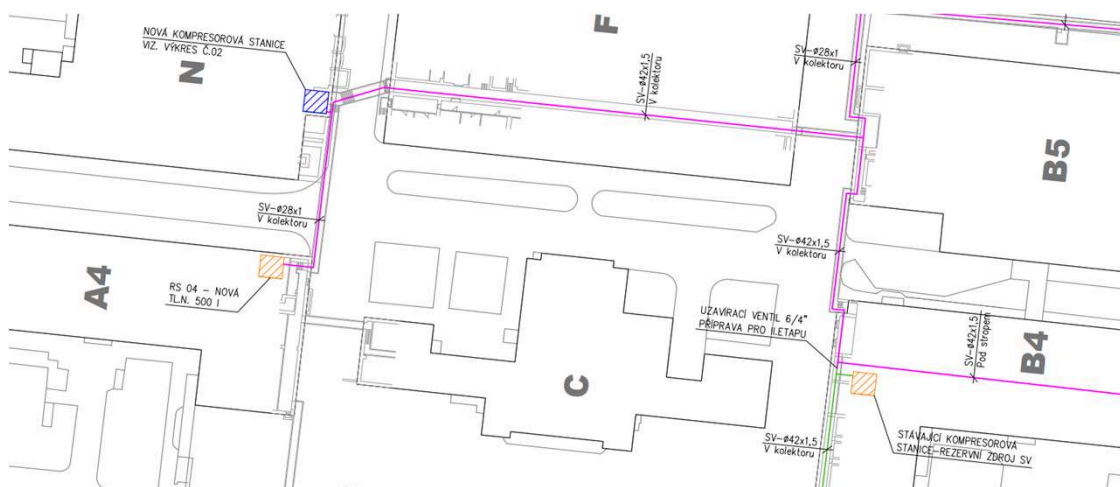 NOVÁ KOMPRESOROVÁ STANICE
VIZ. VÝKRES Č.02
N
F
SV-ø42x1,5
V kolektoru
SV-ø28x1
V kolektoru
B5
SV-ø28x1
V kolektoru
SV-ø42x1,5
V kolektoru
A4
RS 04 – NOVÁ
TL.N. 500 l
UZAVÍRACÍ VENTIL 6/4"
PŘÍPRAVA PRO II.ETAPU
SV-ø42x1,5
Pod stropem
B4
C
SV-ø42x1,5
V kolektoru
STÁVAJÍCÍ KOMPRESOROVÁ
STANICE-REZERVNÍ ZDROJ SV